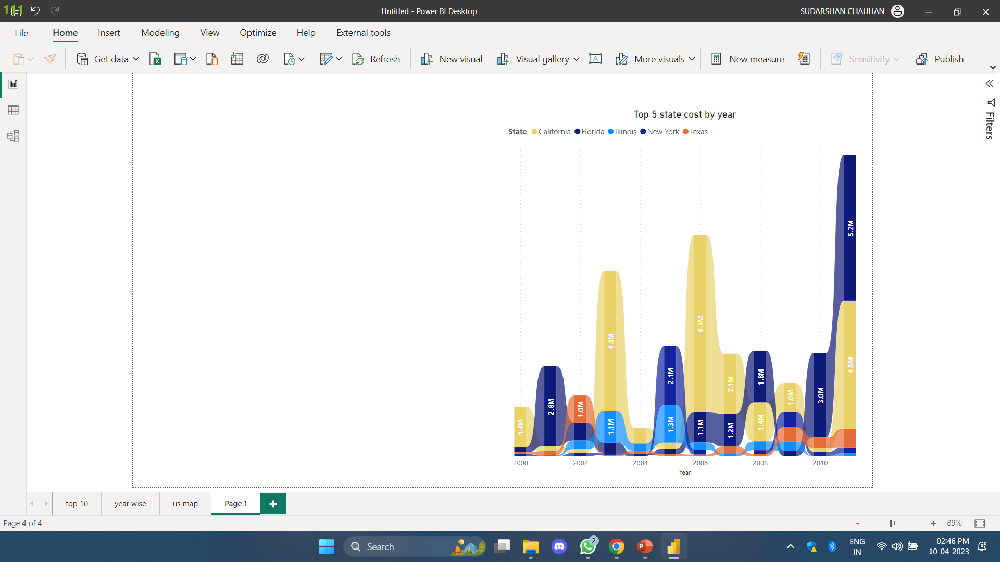 111
Untitled - Power BI Desktop
SUDARSHAN CHAUHAN
File Home Insert Modeling View Optimize Help External tools
Get data New visual Visual gallery A More visuals New measure Sensitivity Publish
Refresh
Filters
Top 5 state cost by year
State California Florida Illinois New York Texas
1.4M
2.8M
1.0M
4.9M
1.1M
2.1M
1.3M
6.3M
1.1M
2.1M
1.2M
1.8M
1.4M
1.0M
3.0M
5.2M
4.5M
2000 2002 2004 2006 2008 2010
Year
top 10 year wise us map Page 1 +
Page 4 of 4
- + 89%
Search
2
ENG
IN
02:46 PM
10-04-2023